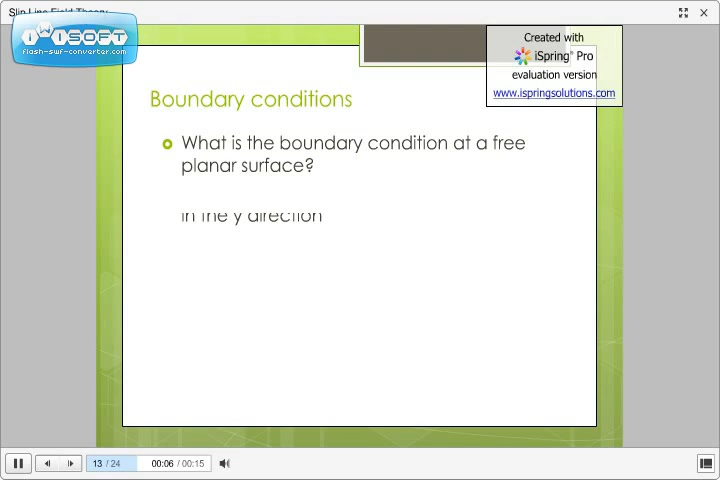 Slip Line Field Theory
iWiSOFT
flash-swf-converter.com
Created with
iSpring® Pro
evaluation version
www.ispringsolutions.com
Boundary conditions
What is the boundary condition at a free
planar surface?
in the y direction
13 / 24
00:06 / 00:15